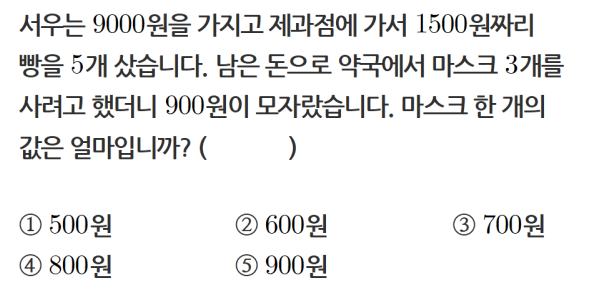 서우는 9000원을 가지고 제과점에 가서 1500원짜리
빵을 5개 샀습니다. 남은 돈으로 약국에서 마스크 3개를
사려고 했더니 900원이 모자랐습니다. 마스크 한 개의
값은 얼마입니까? (        )
① 500원 ② 600원 ③ 700원
④ 800원 ⑤ 900원